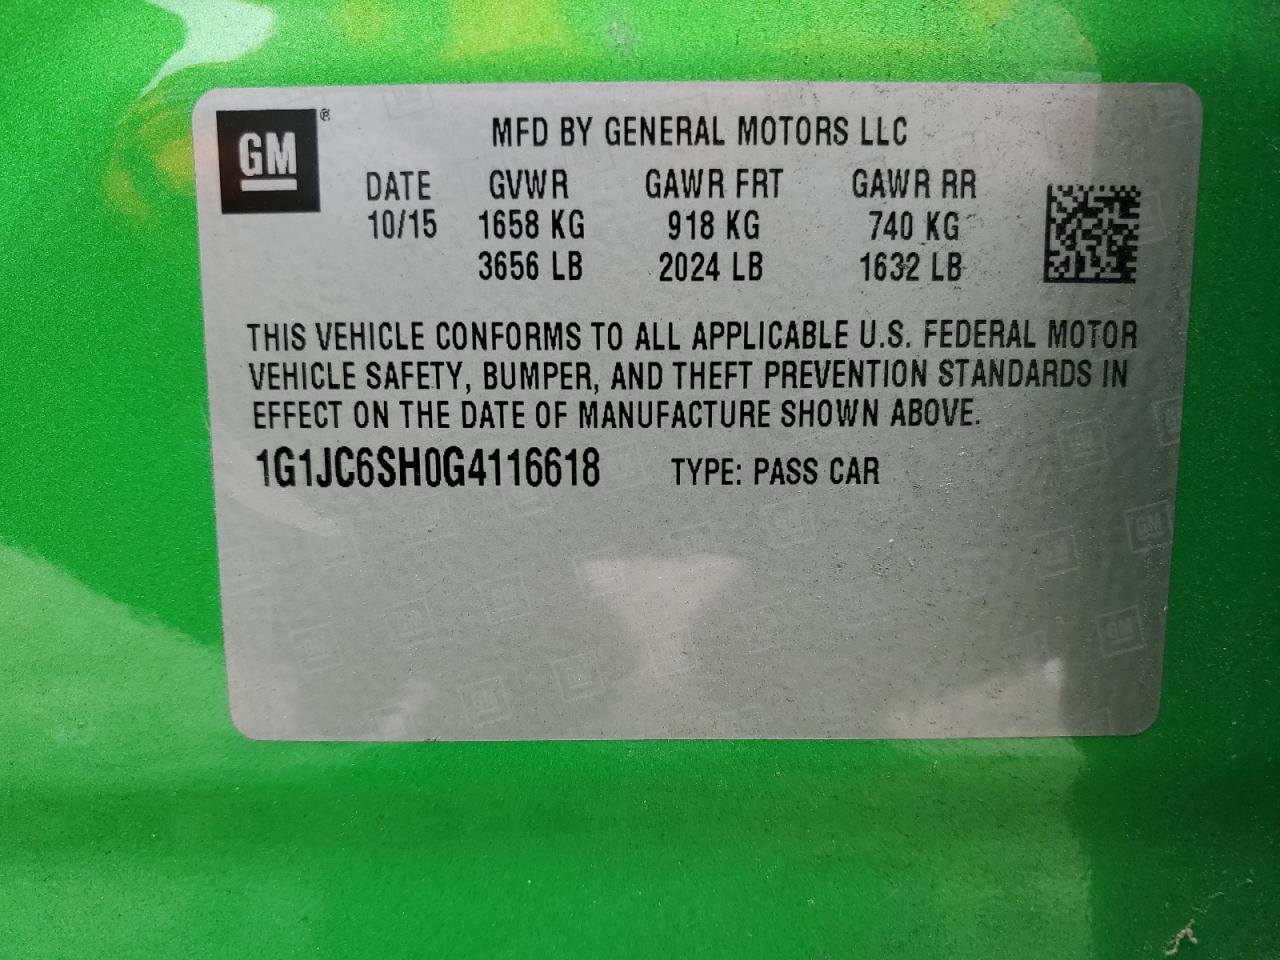 GM ®
MFD BY GENERAL MOTORS LLC
DATE GVWR GAWR FRT GAWR RR
10/15 1658 KG 918 KG 740 KG
3656 LB 2024 LB 1632 LB
THIS VEHICLE CONFORMS TO ALL APPLICABLE U.S. FEDERAL MOTOR
VEHICLE SAFETY, BUMPER, AND THEFT PREVENTION STANDARDS IN
EFFECT ON THE DATE OF MANUFACTURE SHOWN ABOVE.
1G1JC6SH0G4116618 TYPE: PASS CAR